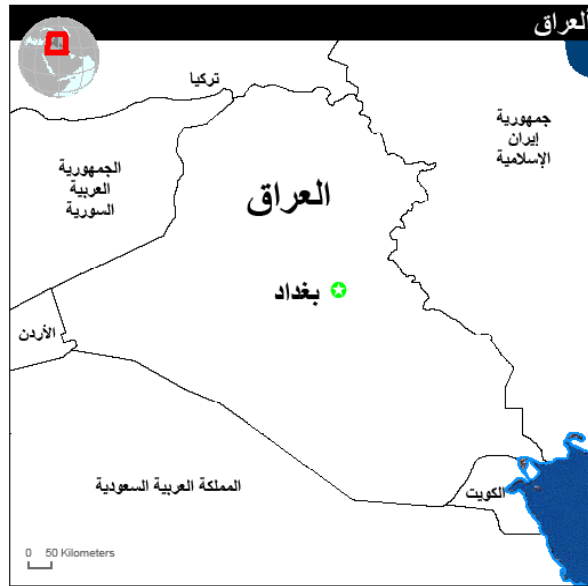 العراق
تركيا
جمهورية
إيران
الإسلامية
الجمهورية
العربية
السورية
العراق
بغداد
الأردن
المملكة العربية السعودية
الكويت
0 50 Kilometers